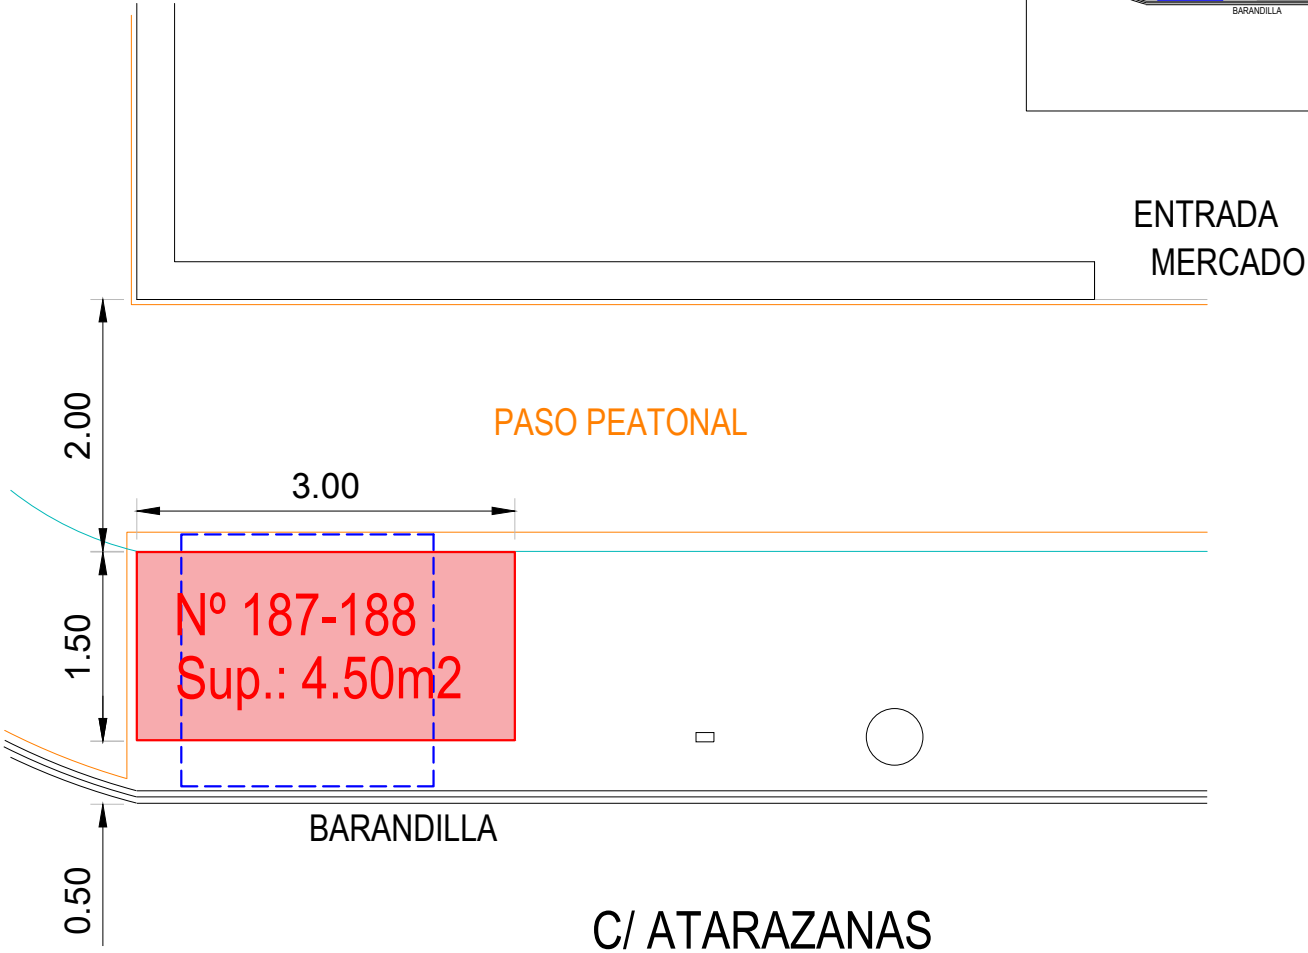 BARANDILLA
ENTRADA
MERCADO
2.00
PASO PEATONAL
3.00
1.50
Nº 187-188
Sup.: 4.50m2
BARANDILLA
0.50
C/ ATARAZANAS